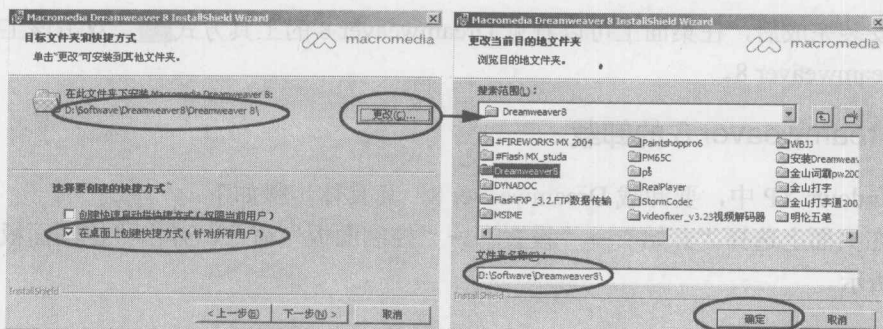 Macromedia Dreamweaver 8 InstallShield Wizard
目标文件夹和快捷方式
单击"更改"可安装到其他文件夹。
macromedia
在此文件夹下安装 Macromedia Dreamweaver 8:
D:\Softwave\Dreamweaver8\Dreamweaver 8\
更改(C)...
选择要创建的快捷方式
创建快速启动栏快捷方式(仅限当前用户)
在桌面上创建快捷方式(针对所有用户)
InstallShield
<上一步(B)
下一步(N)>
取消
Macromedia Dreamweaver 8 InstallShield Wizard
更改当前目的地文件夹
浏览目的地文件夹。
macromedia
搜索范围(L):
Dreamweaver8
#FIREWORKS MX 2004
Paintshoppro6
WBJJ
#Flash MX_studa
PM65C
安装Dreamweav
Dreamweaver8
ps
金山词霸pw200
DYNADOC
RealPlayer
金山打字
FlashFXP_3.2.FTP数据传输
StormCodec
金山打字通200
MSIME
videofixer_v3.23视频解码器
明伦五笔
文件夹名称(F):
D:\Softwave\Dreamweaver8\
InstallShield
确定
取消